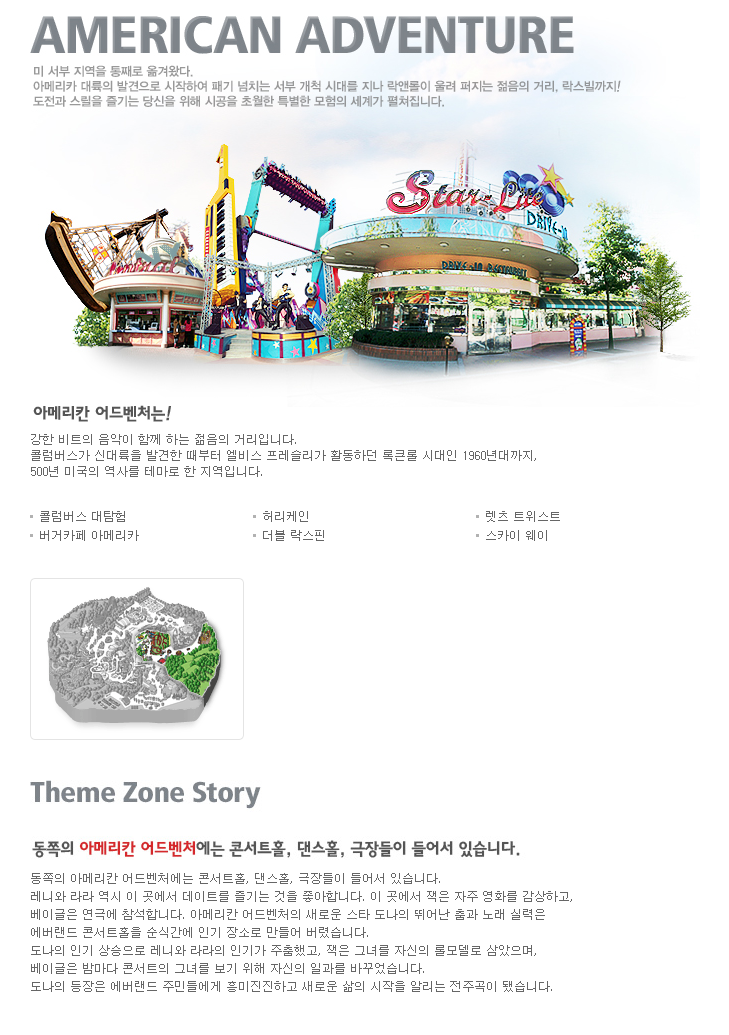 AMERICAN ADVENTURE
미 서부 지역을 통째로 옮겨왔다.
아메리카 대륙의 발견으로 시작하여 패기 넘치는 서부 개척 시대를 지나 락앤롤이 울려 퍼지는 젊음의 거리, 락스빌까지!
도전과 스릴을 즐기는 당신을 위해 시공을 초월한 특별한 모험의 세계가 펼쳐집니다.
Star-Lite
DRIVE-IN
DRIVE-IN RESTAURANT
아메리칸 어드벤처는!
강한 비트의 음악이 함께 하는 젊음의 거리입니다.
콜럼버스가 신대륙을 발견한 때부터 엘비스 프레슬리가 활동하던 록큰롤 시대인 1960년대까지,
500년 미국의 역사를 테마로 한 지역입니다.
콜럼버스 대탐험 허리케인 렛츠 트위스트
버거카페 아메리카 더블 락스핀 스카이 웨이
Theme Zone Story
동쪽의 아메리칸 어드벤처에는 콘서트홀, 댄스홀, 극장들이 들어서 있습니다.
동쪽의 아메리칸 어드벤처에는 콘서트홀, 댄스홀, 극장들이 들어서 있습니다.
레니와 라라 역시 이 곳에서 데이트를 즐기는 것을 좋아합니다. 이 곳에서 잭은 자주 영화를 감상하고,
베이글은 연극에 참석합니다. 아메리칸 어드벤처의 새로운 스타 도나의 뛰어난 춤과 노래 실력은
에버랜드 콘서트홀을 순식간에 인기 장소로 만들어 버렸습니다.
도나의 인기 상승으로 레니와 라라의 인기가 주춤했고, 잭은 그녀를 자신의 롤모델로 삼았으며,
베이글은 밤마다 콘서트의 그녀를 보기 위해 자신의 일과를 바꾸었습니다.
도나의 등장은 에버랜드 주민들에게 흥미진진하고 새로운 삶의 시작을 알리는 전주곡이 됐습니다.